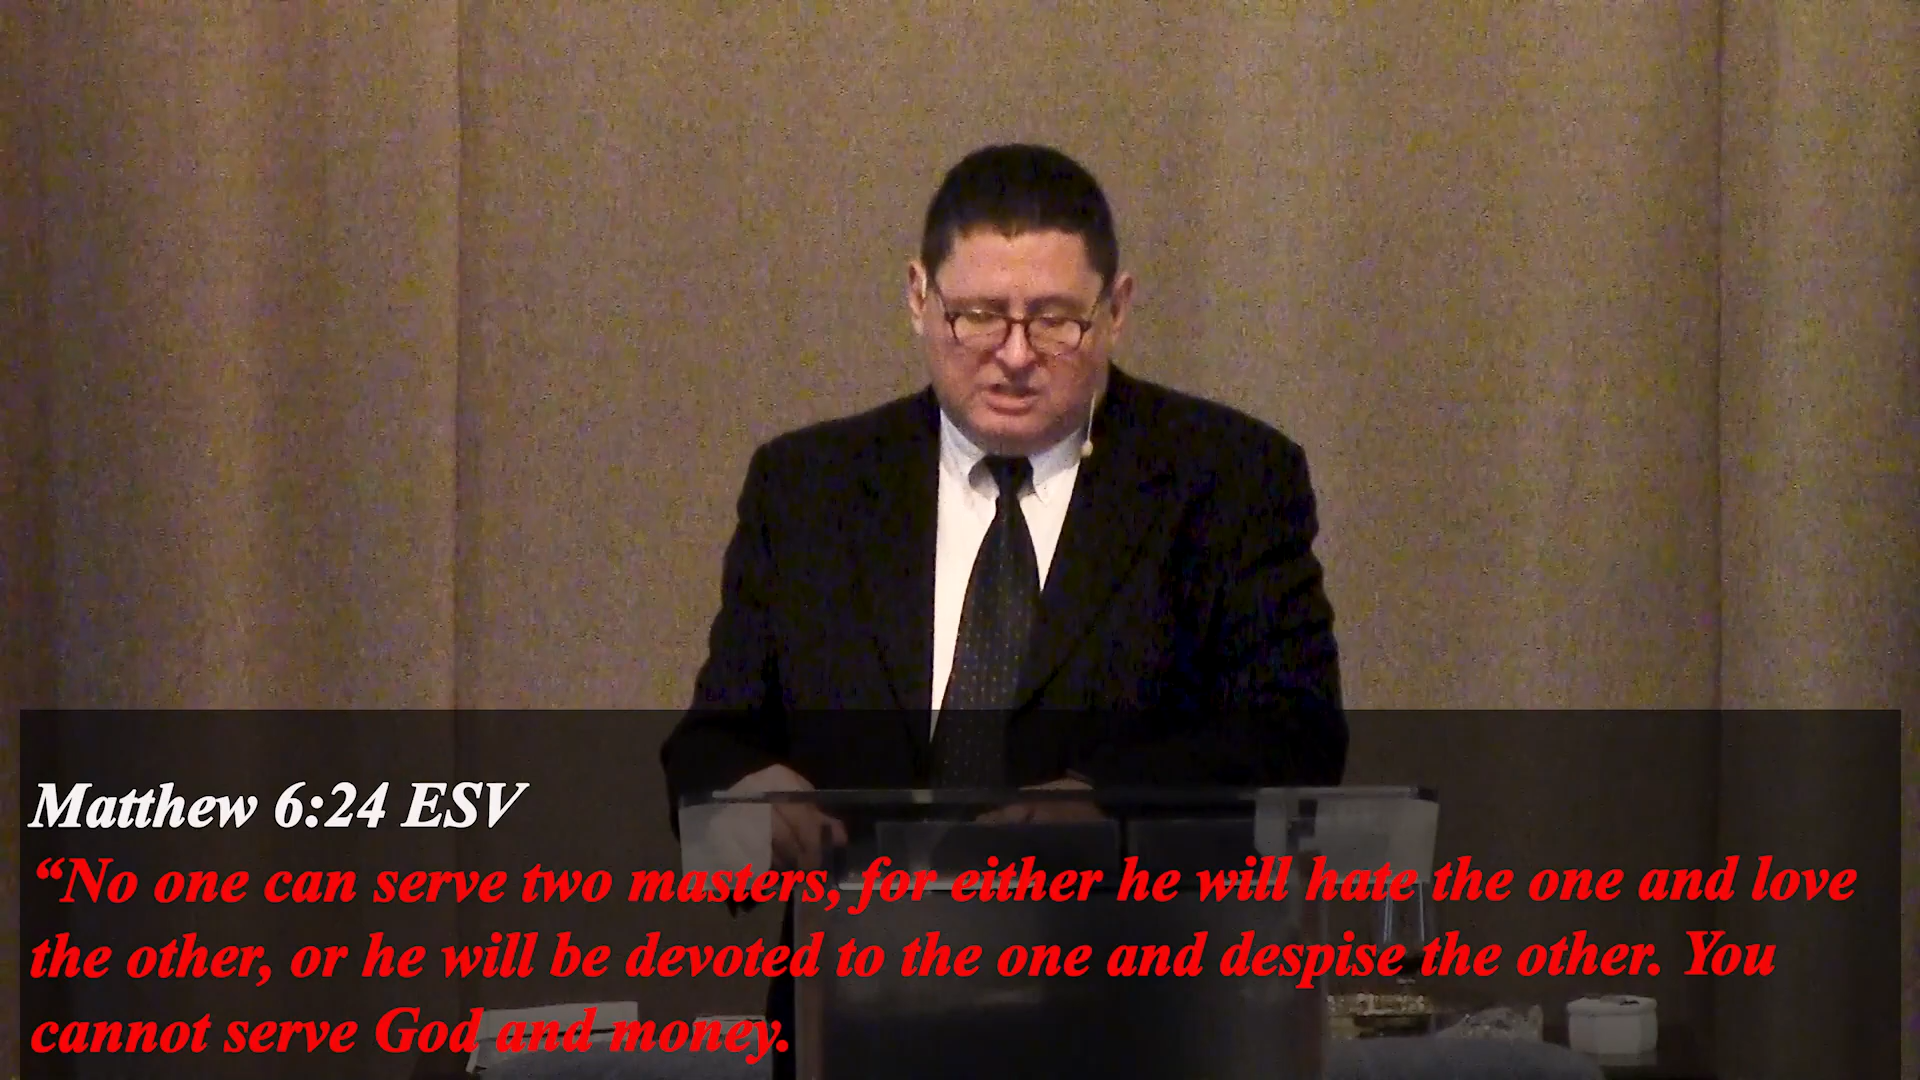 Matthew 6:24 ESV
“No one can serve two masters, for either he will hate the one and love
the other, or he will be devoted to the one and despise the other. You
cannot serve God and money.